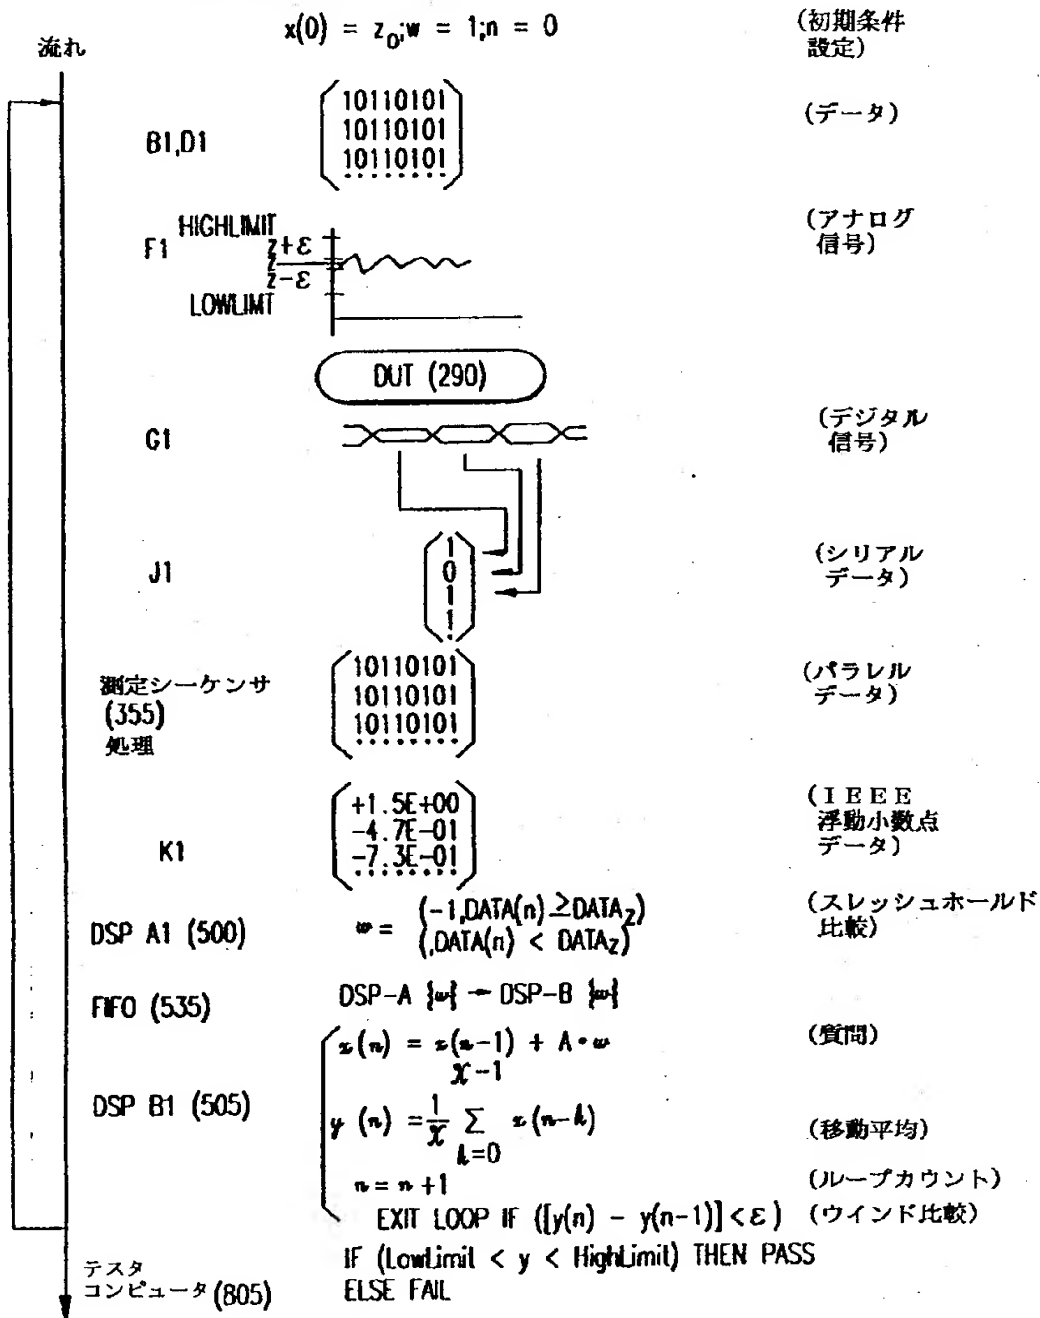 流れ
x(0) = z₀;w = 1;n = 0 (初期条件
設定)
B1,D1
10110101
10110101
10110101
(データ)
F1
HIGHLIMIT
z+ε
z
z-ε
LOWLIMT
(アナログ
信号)
DUT (290)
G1
(デジタル
信号)
J1
1
0
1
1
(シリアル
データ)
測定シーケンサ
(355)
処理
10110101
10110101
10110101
(パラレル
データ)
K1
+1.5E+00
-4.7E-01
-7.3E-01
(IEEE
浮動小数点
データ)
DSP A1 (500)
w = (-1,DATA(n) ≥DATAz)
(,DATA(n) < DATAz)
(スレッシュホールド
比較)
FIFO (535) DSP-A {w} → DSP-B {w}
DSP B1 (505)
x(n) = x(n-1) + A・w (質問)
X-1
y (n) = 1/X Σ x(n-k) (移動平均)
k=0
n = n +1 (ループカウント)
EXIT LOOP IF ([y(n) - y(n-1)] <ε) (ウインド比較)
テスタ
コンピュータ(805)
IF (LowLimit < y < HighLimit) THEN PASS
ELSE FAIL